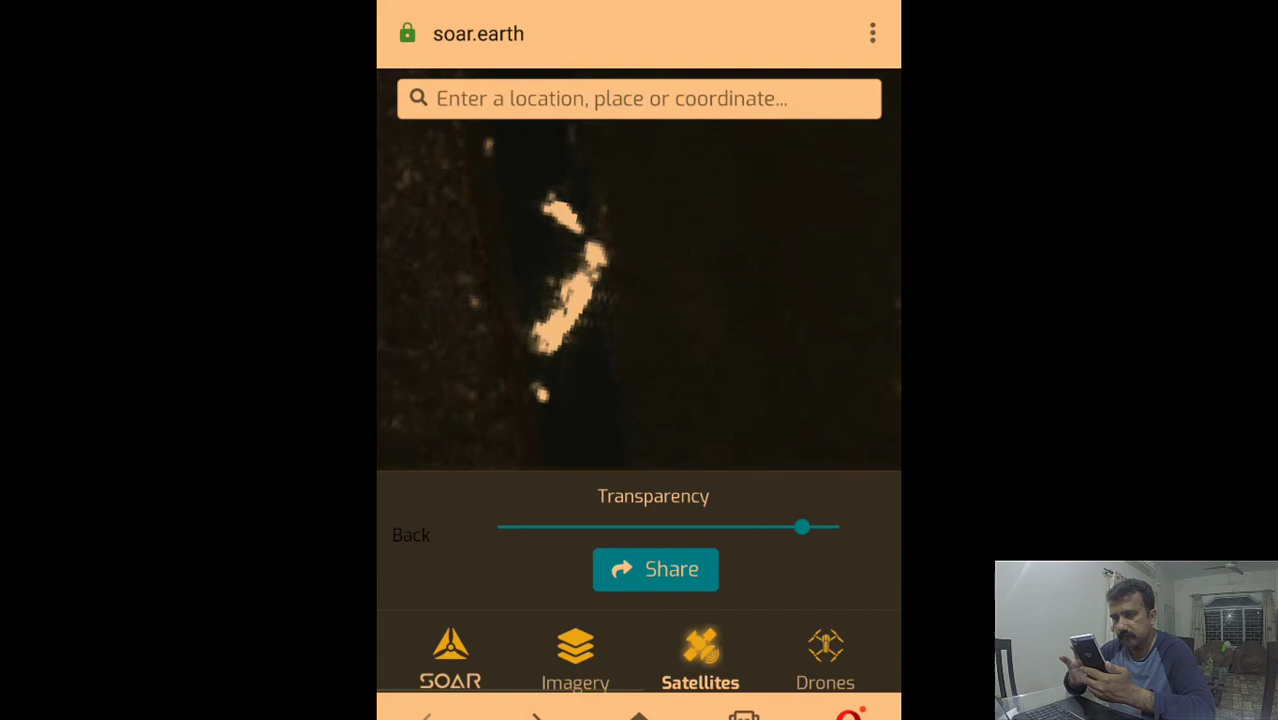 soar.earth
Enter a location, place or coordinate...
Transparency
Back
Share
SOAR
Imagery
Satellites
Drones